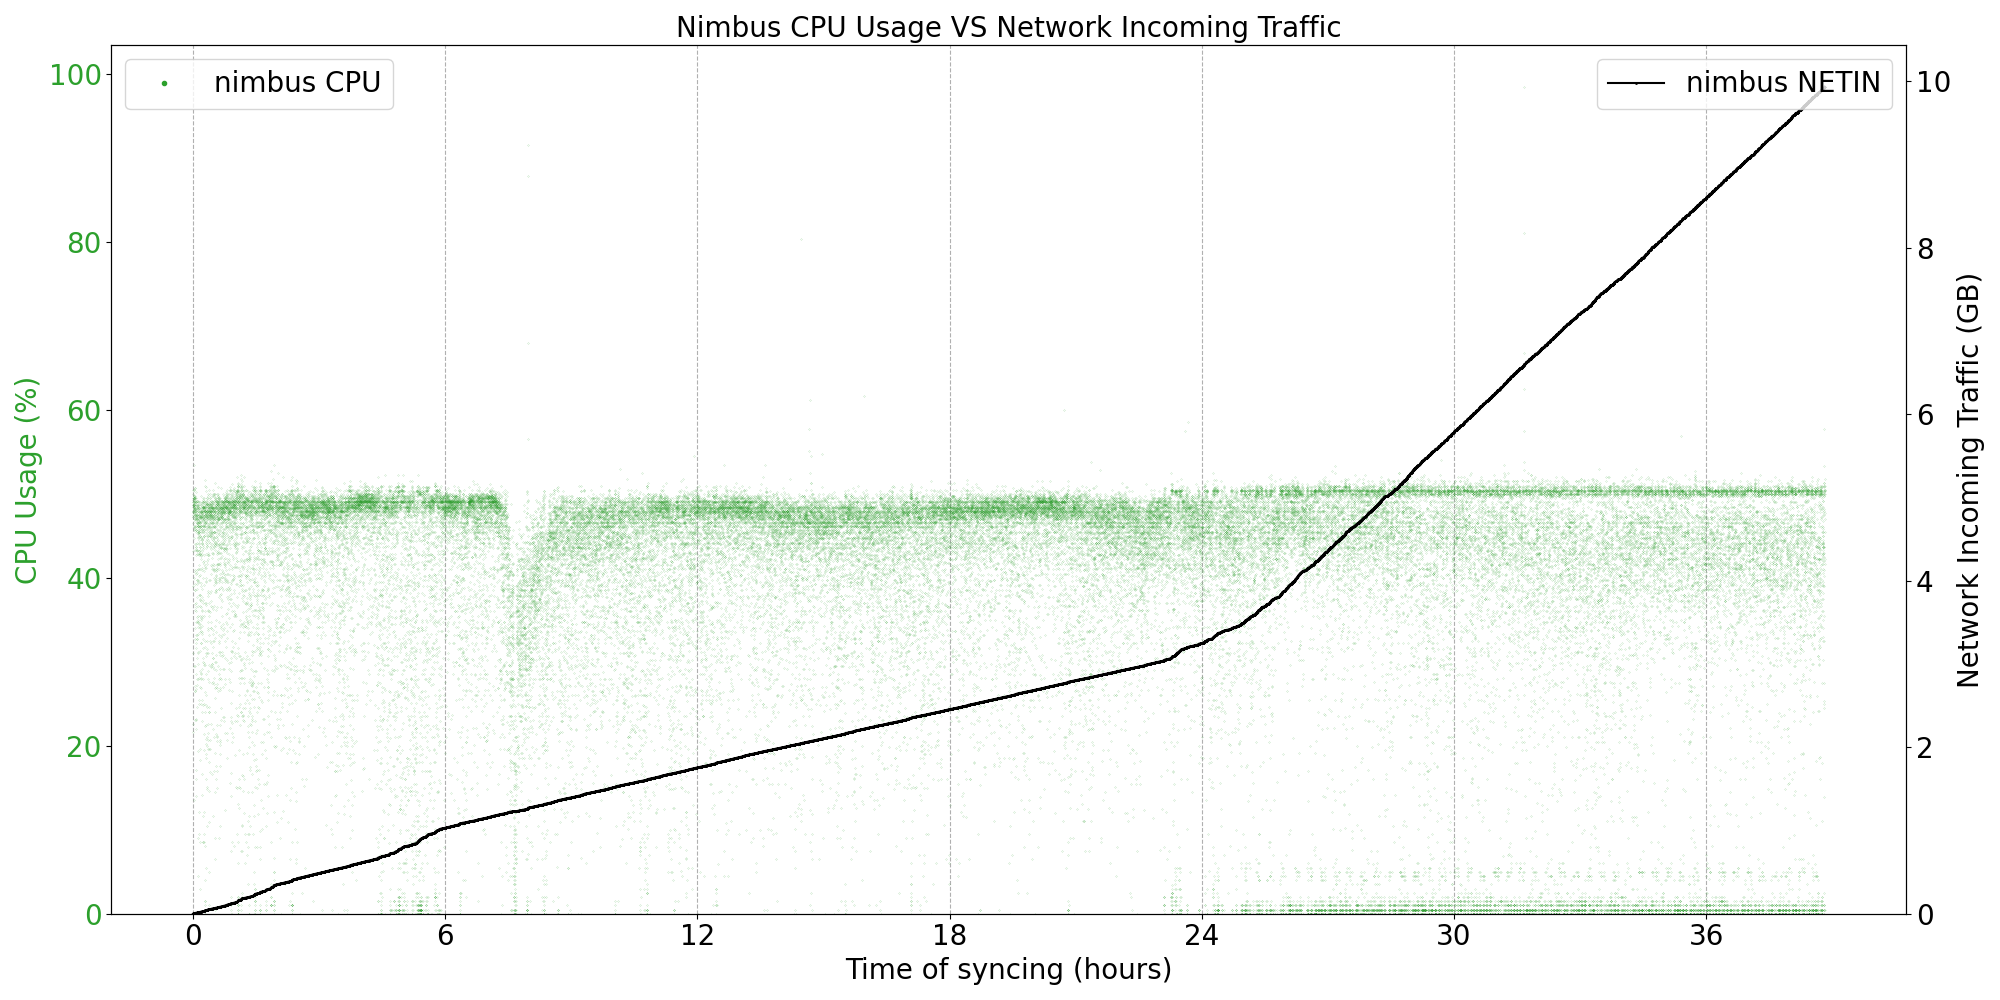 Nimbus CPU Usage VS Network Incoming Traffic
nimbus CPU
nimbus NETIN
CPU Usage (%)
100
80
60
40
20
0
Network Incoming Traffic (GB)
10
8
6
4
2
0
0 6 12 18 24 30 36
Time of syncing (hours)